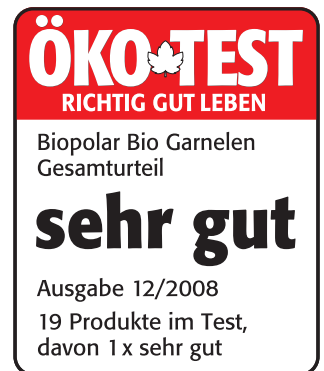 ÖKO TEST
RICHTIG GUT LEBEN
Biopolar Bio Garnelen
Gesamturteil
sehr gut
Ausgabe 12/2008
19 Produkte im Test,
davon 1 x sehr gut